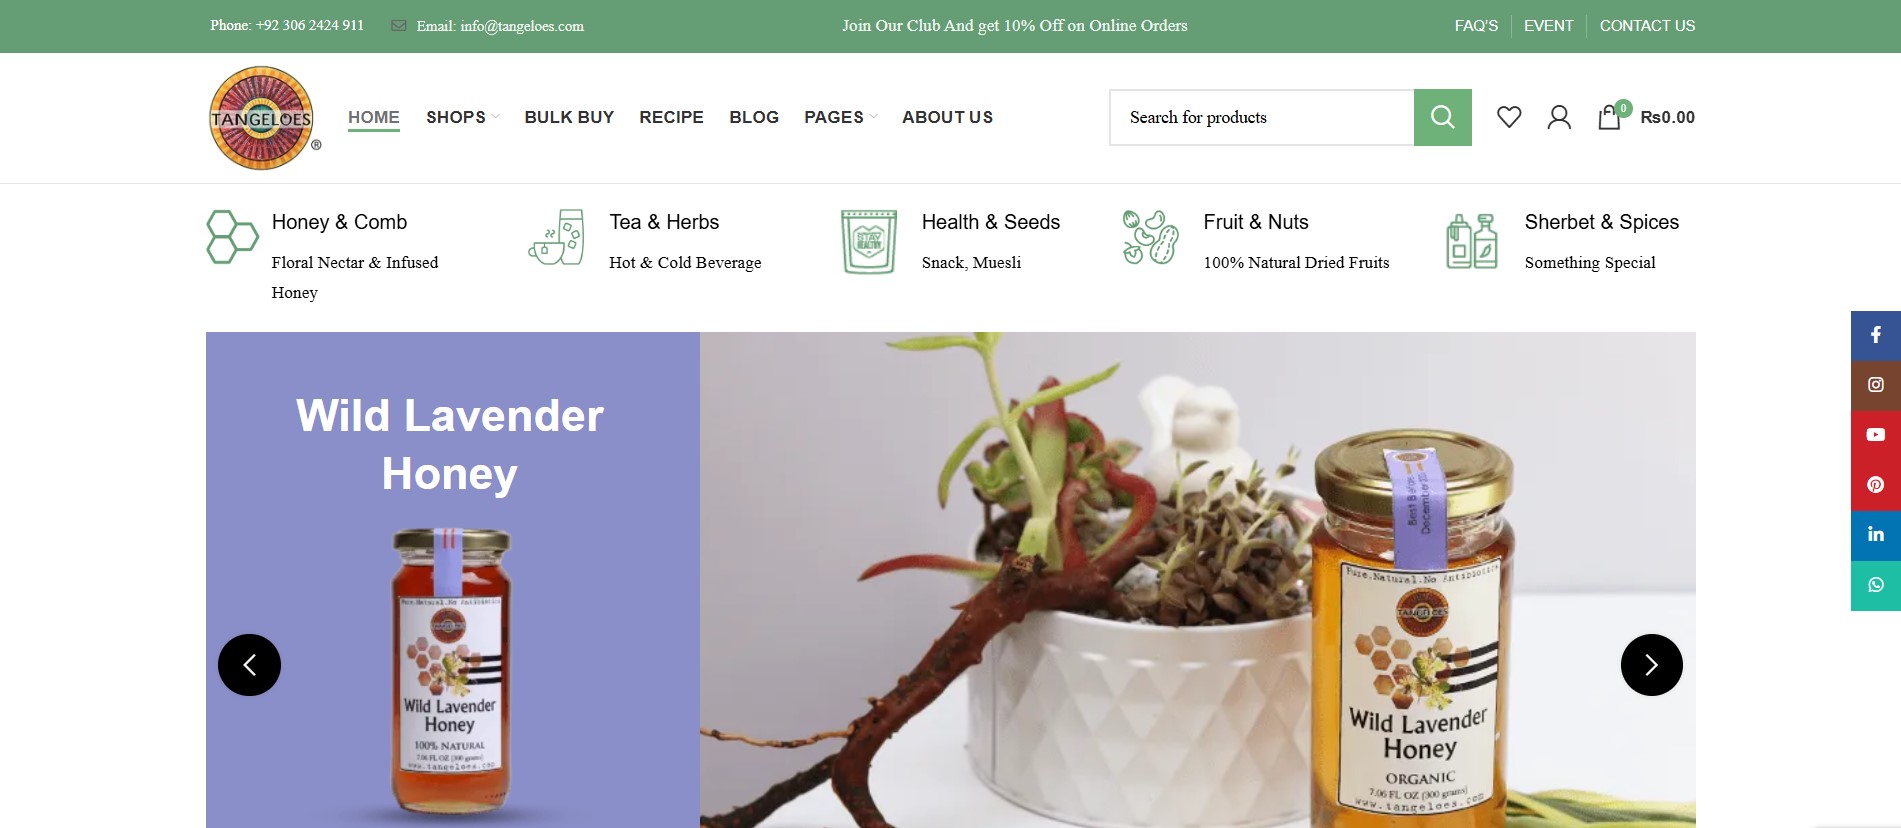 Phone: +92 306 2424 911
Email: info@tangeloes.com
Join Our Club And get 10% Off on Online Orders
FAQ'S
EVENT
CONTACT US
TANGELOES
®
HOME
SHOPS
BULK BUY
RECIPE
BLOG
PAGES
ABOUT US
Search for products
0
₨0.00
Honey & Comb
Floral Nectar & Infused
Honey
Tea & Herbs
Hot & Cold Beverage
STAY
HEALTHY
Health & Seeds
Snack, Muesli
Fruit & Nuts
100% Natural Dried Fruits
Sherbet & Spices
Something Special
Wild Lavender
Honey
Pure.Natural.No Antibiotics
TANGELOES
Wild Lavender
Honey
100% NATURAL
7.06 FL OZ (300 grams)
www.tangeloes.com
Best Before
December
Pure.Natural.No Antibiotics
TANGELOES
Wild Lavender
Honey
ORGANIC
7.06 FL OZ (300 grams)
www.tangeloes.com